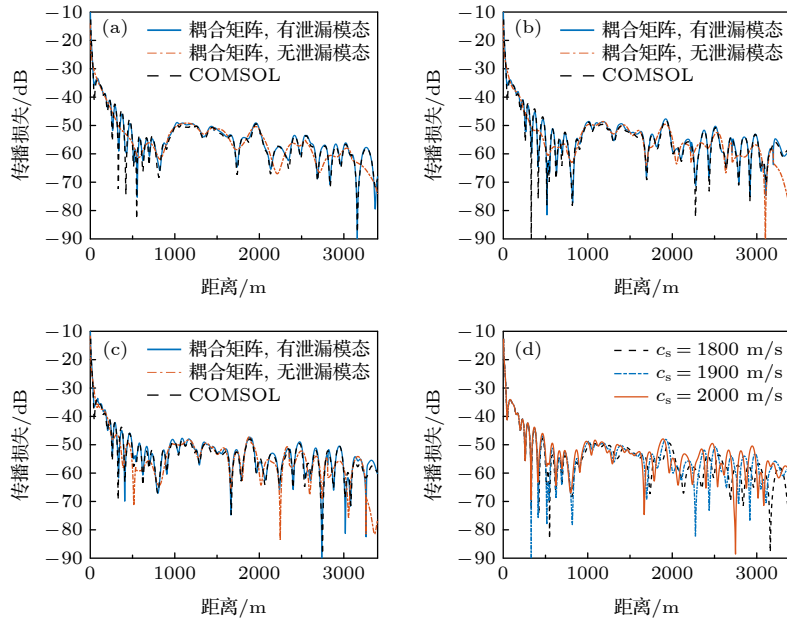 (a)
耦合矩阵, 有泄漏模态
耦合矩阵, 无泄漏模态
COMSOL
传播损失/dB
−10
−20
−30
−40
−50
−60
−70
−80
−90
0
1000
2000
3000
距离/m
(b)
耦合矩阵, 有泄漏模态
耦合矩阵, 无泄漏模态
COMSOL
传播损失/dB
−10
−20
−30
−40
−50
−60
−70
−80
−90
0
1000
2000
3000
距离/m
(c)
耦合矩阵, 有泄漏模态
耦合矩阵, 无泄漏模态
COMSOL
传播损失/dB
−10
−20
−30
−40
−50
−60
−70
−80
−90
0
1000
2000
3000
距离/m
(d)
cs = 1800 m/s
cs = 1900 m/s
cs = 2000 m/s
传播损失/dB
−10
−20
−30
−40
−50
−60
−70
−80
−90
0
1000
2000
3000
距离/m